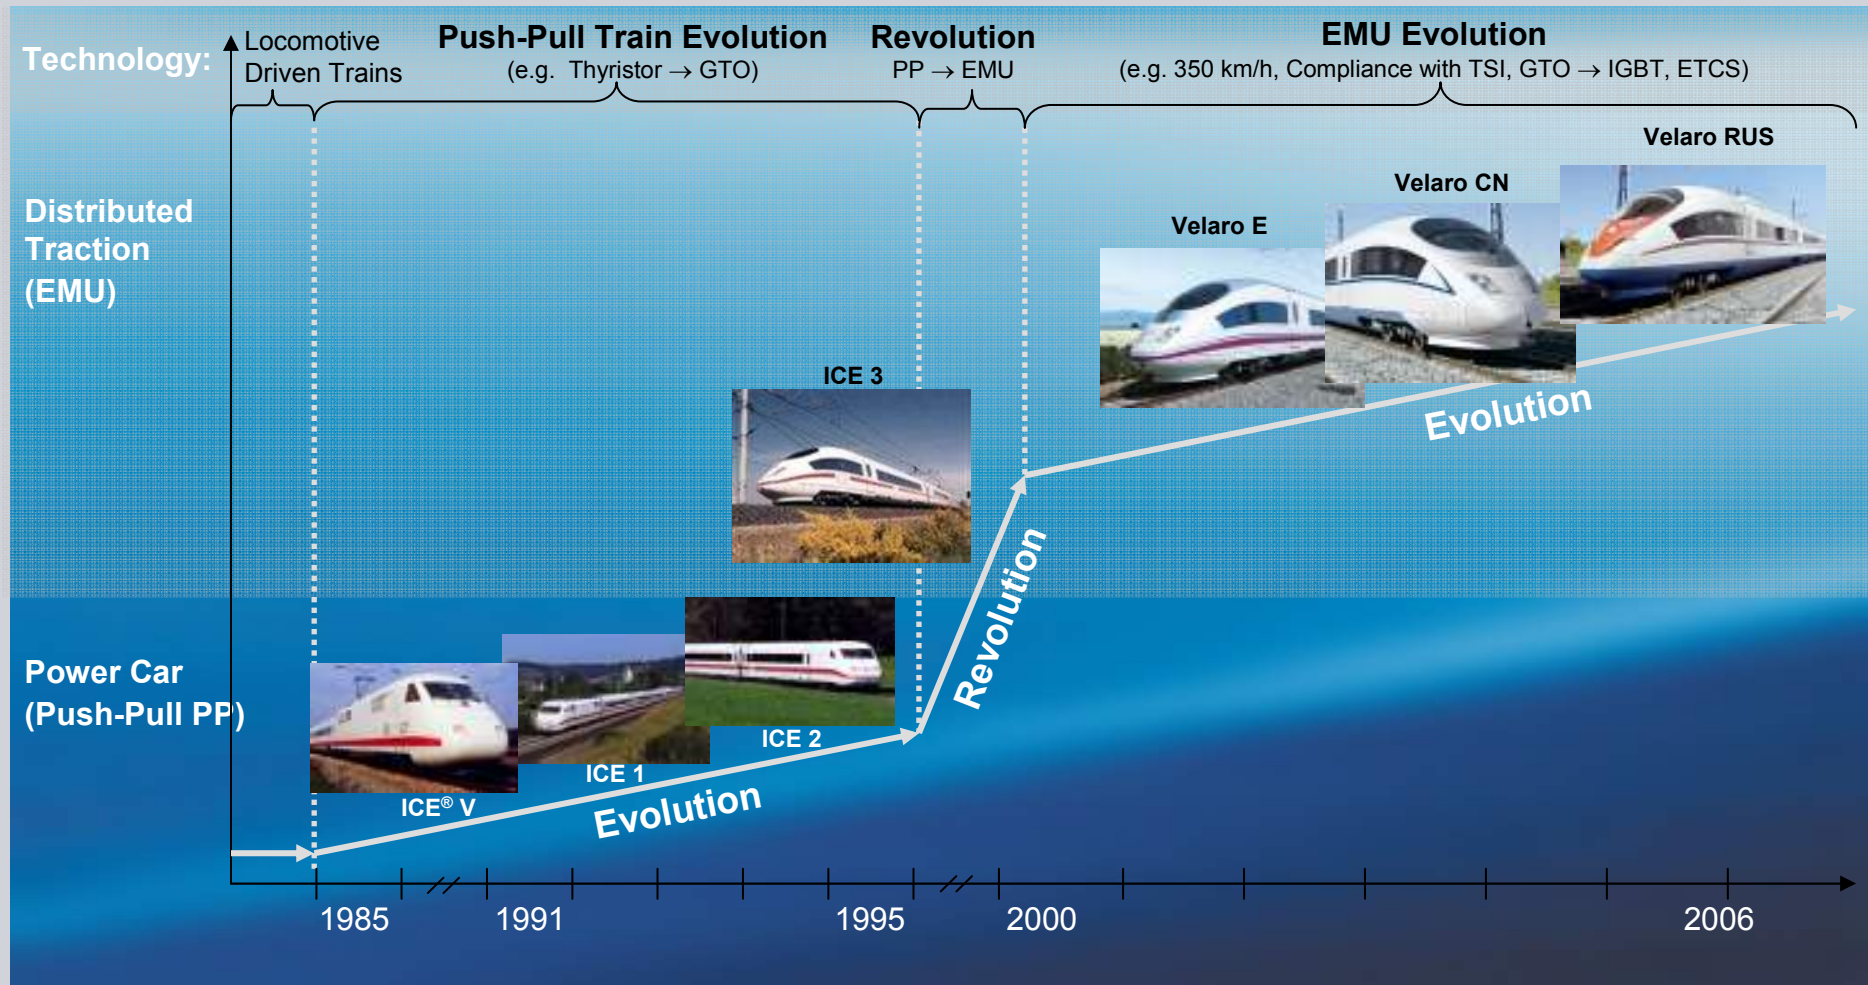 Technology:
Locomotive
Driven Trains
Push-Pull Train Evolution
(e.g. Thyristor → GTO)
Revolution
PP → EMU
EMU Evolution
(e.g. 350 km/h, Compliance with TSI, GTO → IGBT, ETCS)
Distributed
Traction
(EMU)
Velaro E
Velaro CN
Velaro RUS
ICE 3
Evolution
Revolution
Power Car
(Push-Pull PP)
ICE® V
ICE 1
ICE 2
Evolution
1985
1991
1995
2000
2006